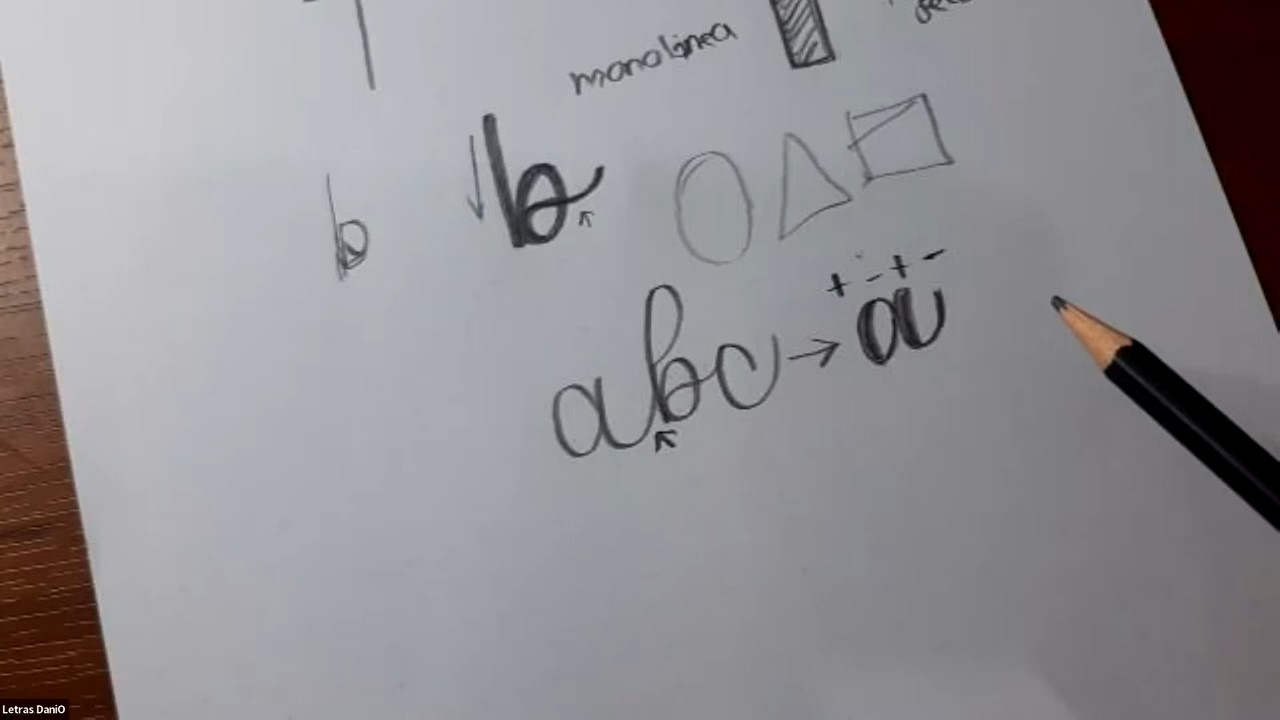 monolinea
b
b
+ - + -
abc → a
Letras DaniO